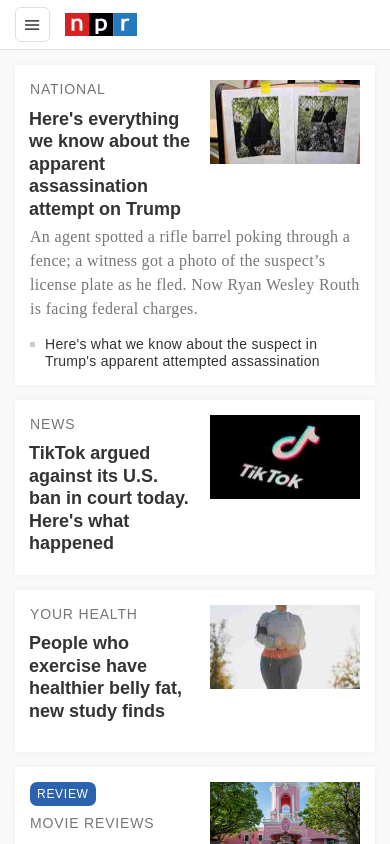 npr
NATIONAL
Here's everything
we know about the
apparent
assassination
attempt on Trump
An agent spotted a rifle barrel poking through a
fence; a witness got a photo of the suspect’s
license plate as he fled. Now Ryan Wesley Routh
is facing federal charges.
Here's what we know about the suspect in
Trump's apparent attempted assassination
NEWS
TikTok argued
against its U.S.
ban in court today.
Here's what
happened
TikTok
YOUR HEALTH
People who
exercise have
healthier belly fat,
new study finds
REVIEW
MOVIE REVIEWS